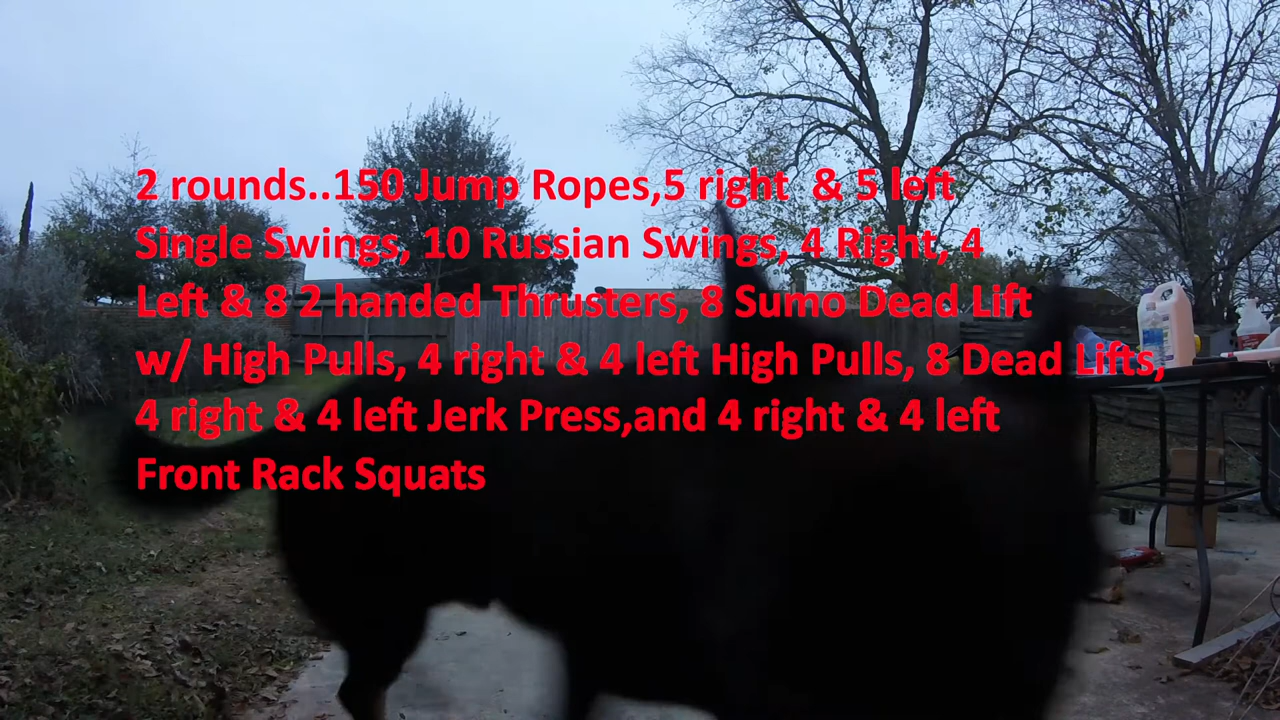 2 rounds..150 Jump Ropes,5 right & 5 left
Single Swings, 10 Russian Swings, 4 Right, 4
Left & 8 2 handed Thrusters, 8 Sumo Dead Lift
w/ High Pulls, 4 right & 4 left High Pulls, 8 Dead Lifts,
4 right & 4 left Jerk Press,and 4 right & 4 left
Front Rack Squats